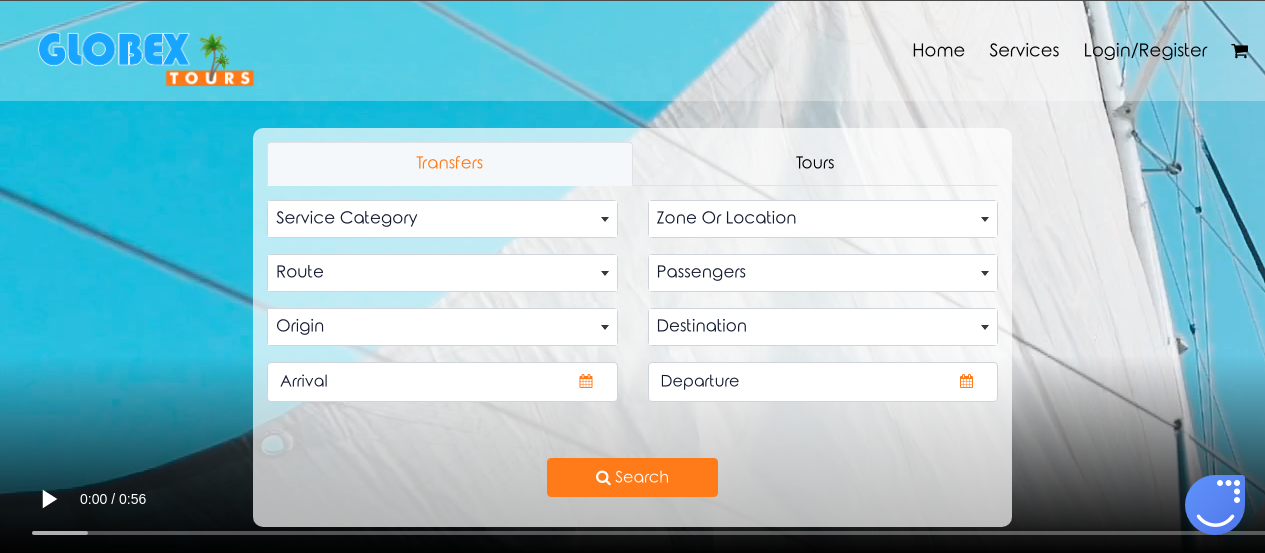 GLOBEX
TOURS
Home Services Login/Register
Transfers Tours
Service Category Zone Or Location
Route Passengers
Origin Destination
Arrival Departure
Search
0:00 / 0:56